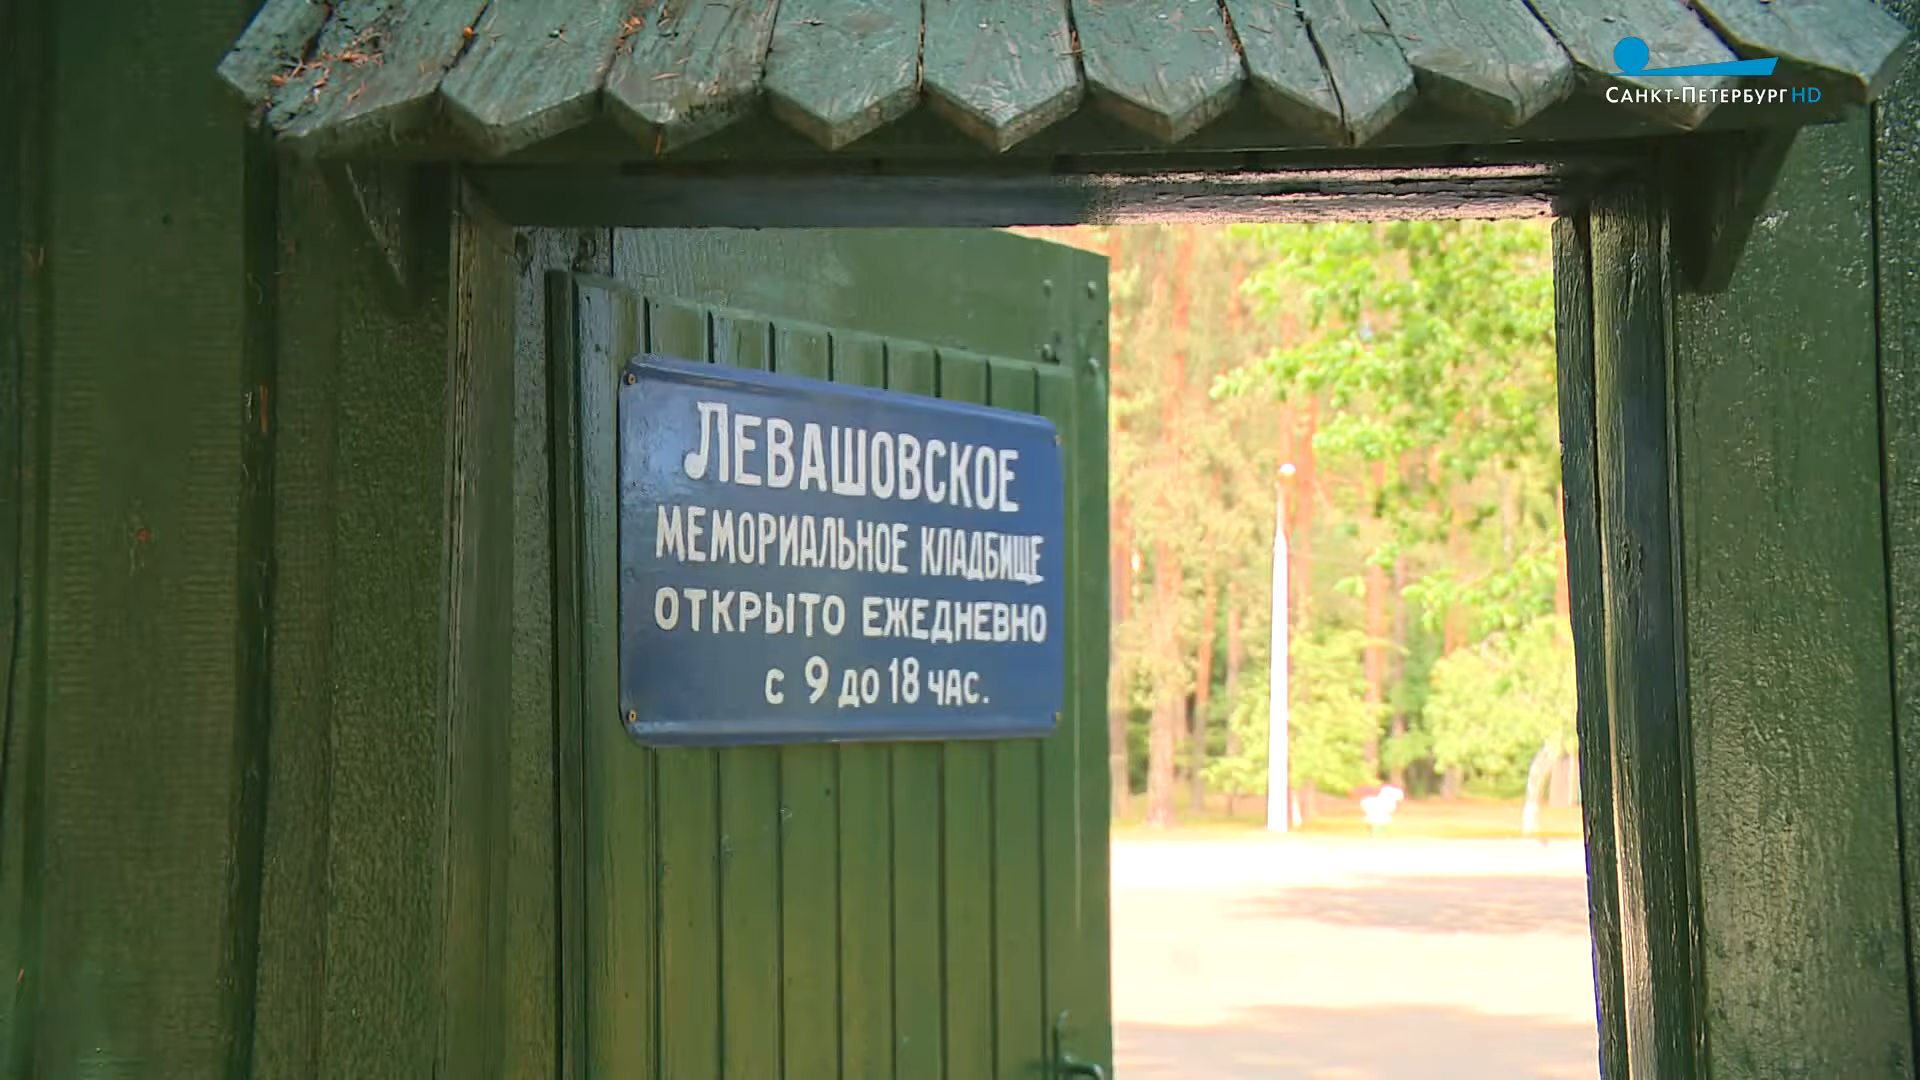 Санкт-Петербург HD
Левашовское
мемориальное кладбище
открыто ежедневно
с 9 до 18 час.